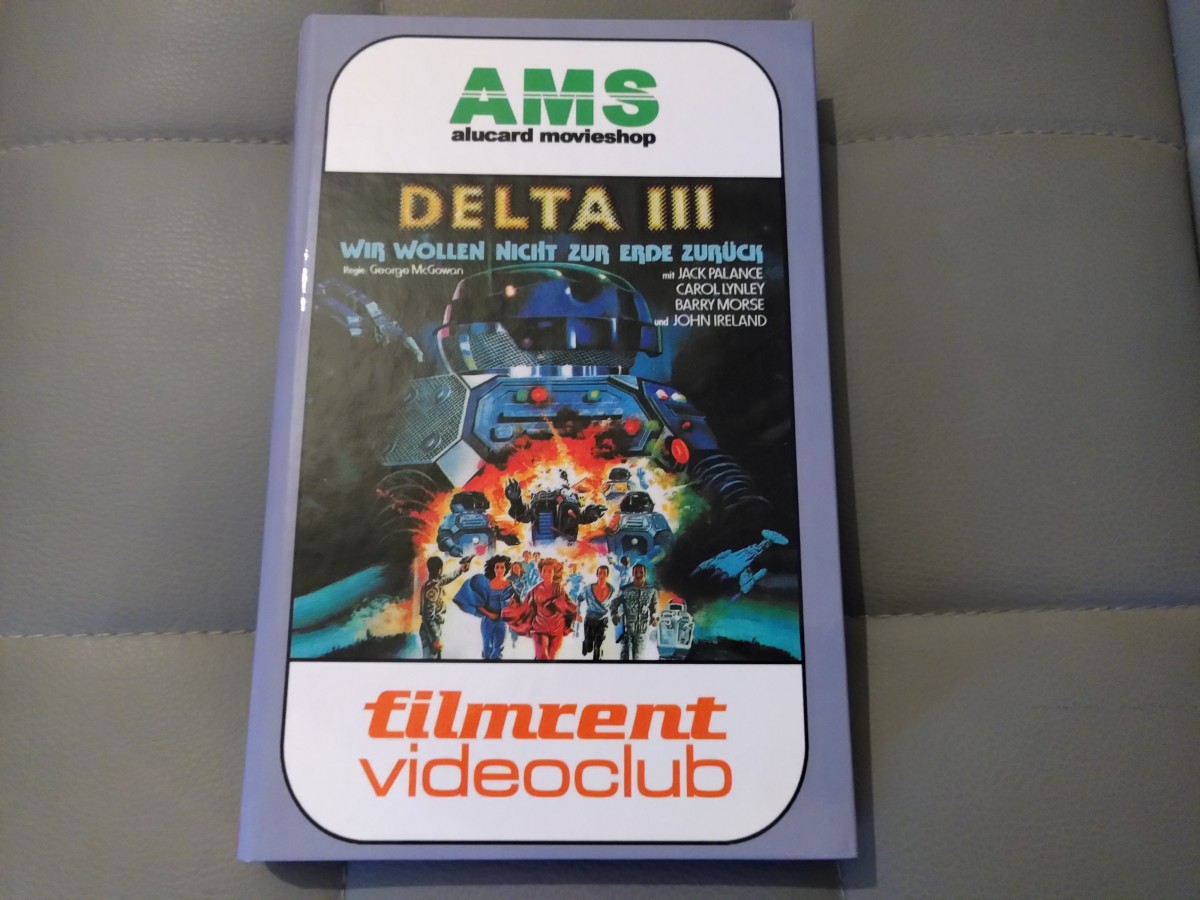 AMS
alucard movieshop
DELTA III
WIR WOLLEN NICHT ZUR ERDE ZURÜCK
Regie: George McGowan
mit JACK PALANCE
CAROL LYNLEY
BARRY MORSE
und JOHN IRELAND
filmrent
videoclub